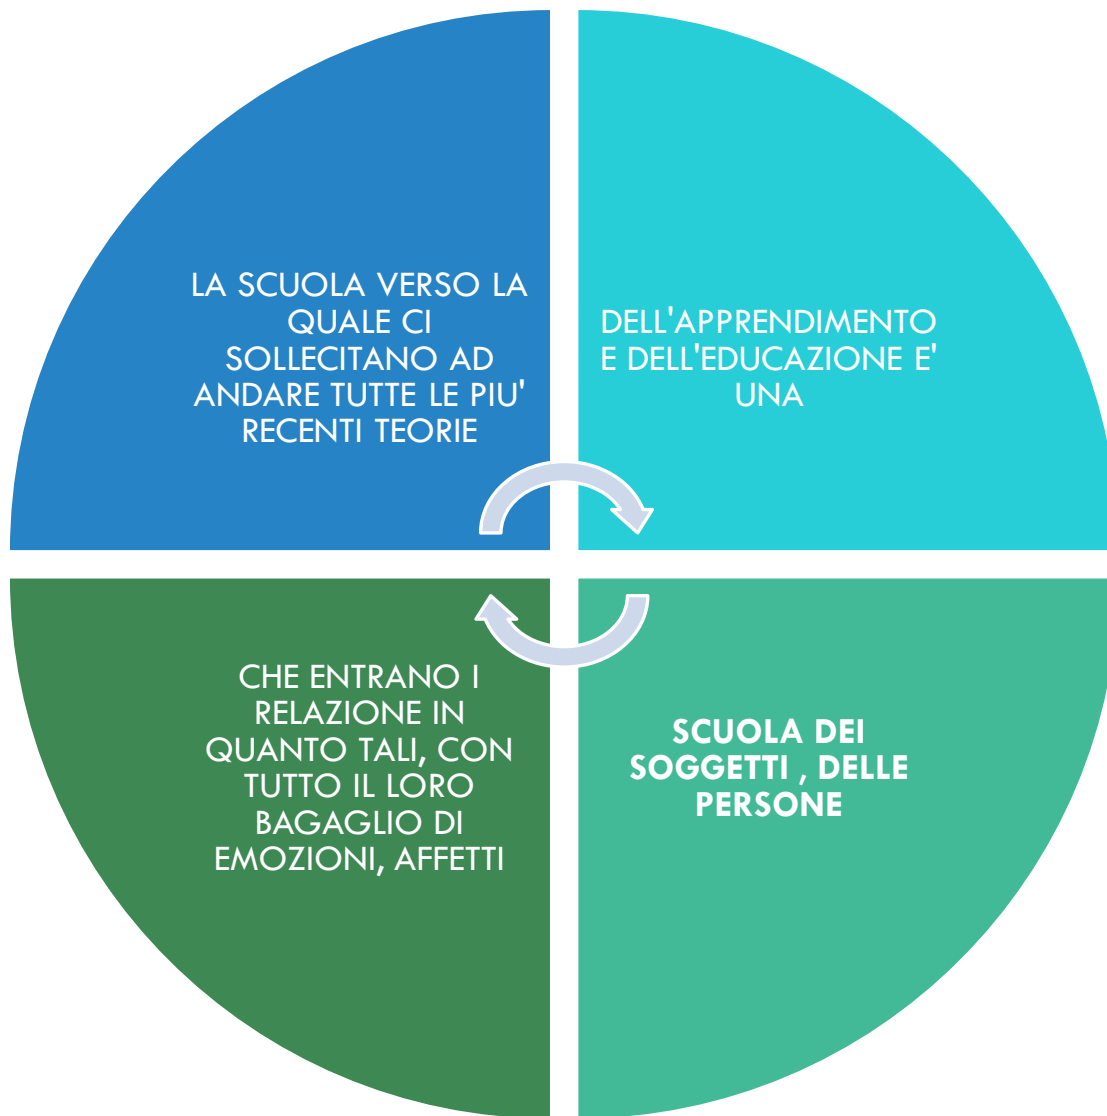 LA SCUOLA VERSO LA
QUALE CI
SOLLECITANO AD
ANDARE TUTTE LE PIU'
RECENTI TEORIE
DELL'APPRENDIMENTO
E DELL'EDUCAZIONE E'
UNA
SCUOLA DEI
SOGGETTI , DELLE
PERSONE
CHE ENTRANO I
RELAZIONE IN
QUANTO TALI, CON
TUTTO IL LORO
BAGAGLIO DI
EMOZIONI, AFFETTI